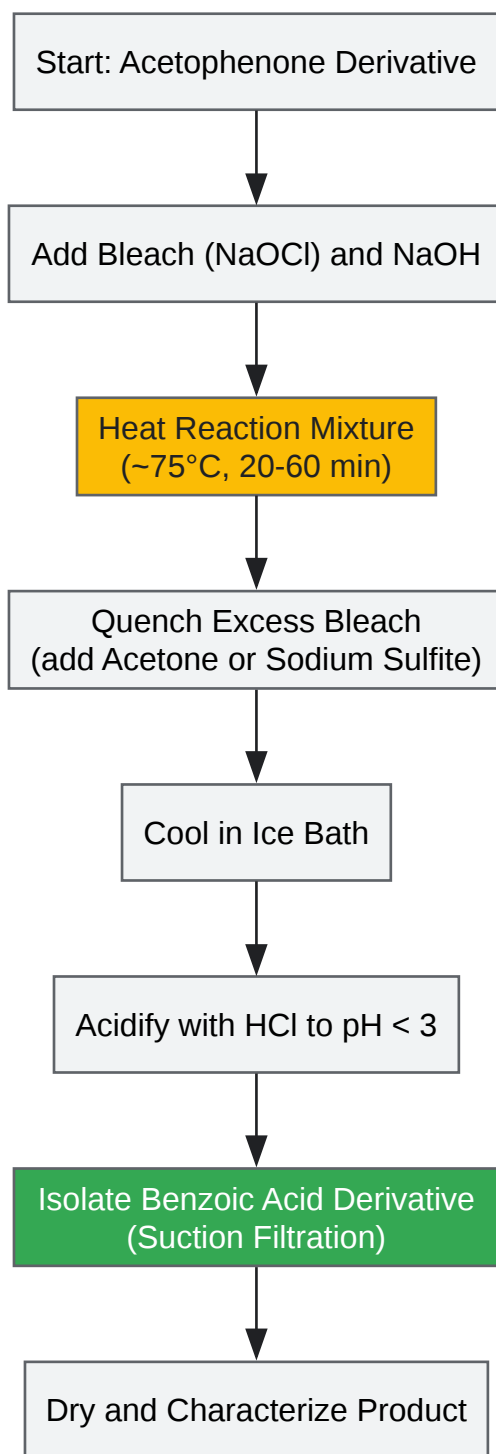 Start: Acetophenone Derivative
Add Bleach (NaOCl) and NaOH
Heat Reaction Mixture
(~75°C, 20-60 min)
Quench Excess Bleach
(add Acetone or Sodium Sulfite)
Cool in Ice Bath
Acidify with HCl to pH < 3
Isolate Benzoic Acid Derivative
(Suction Filtration)
Dry and Characterize Product